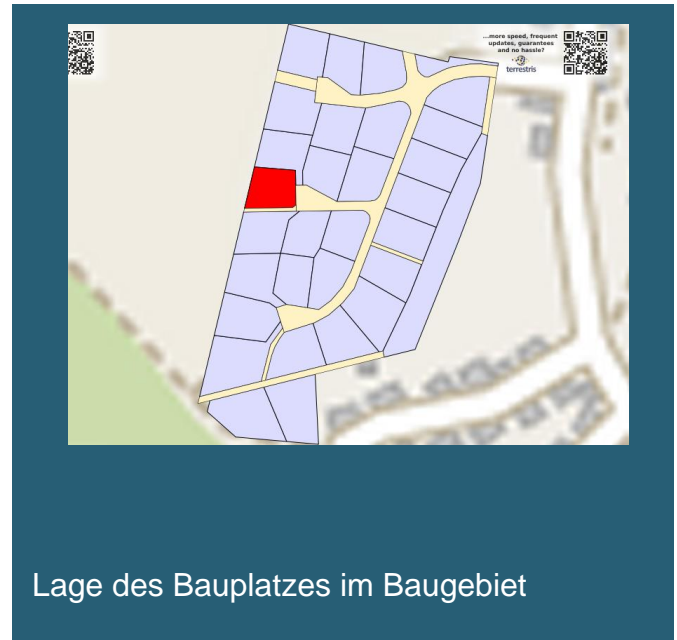 ...more speed, frequent
updates, guarantees
and no hassle?
terrestris
Lage des Bauplatzes im Baugebiet